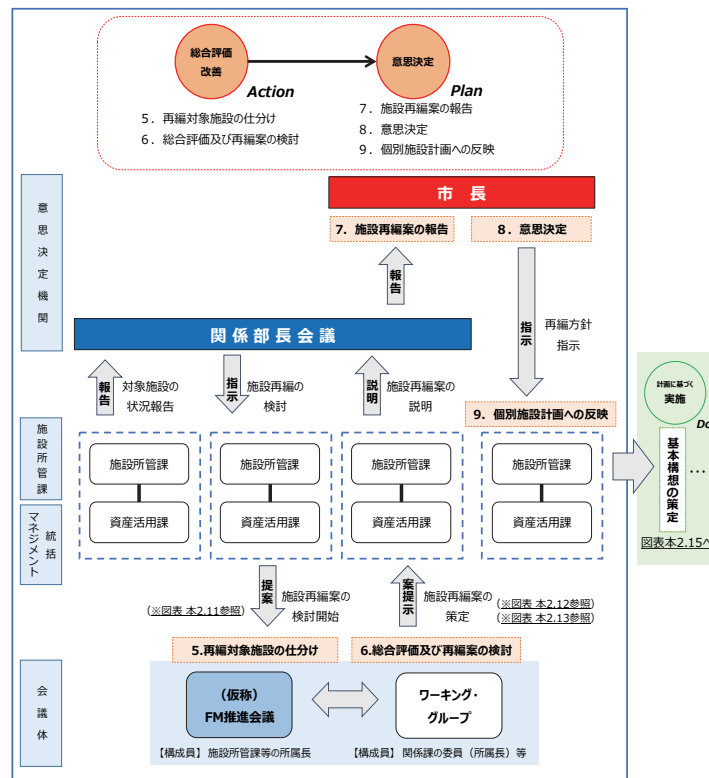 総合評価
改善
意思決定
Action
Plan
5．再編対象施設の仕分け
6．総合評価及び再編案の検討
7．施設再編案の報告
8．意思決定
9．個別施設計画への反映
意思決定機関
市 長
7．施設再編案の報告
8．意思決定
報告
指示
再編方針
指示
関係部長会議
報告
対象施設の
状況報告
指示
施設再編の
検討
説明
施設再編案の
説明
9．個別施設計画への反映
計画に基づく
実施
Do
基本構想の策定
…
図表本2.15へ
施設所管課
施設所管課
施設所管課
施設所管課
施設所管課
統括
マネジメント
資産活用課
資産活用課
資産活用課
資産活用課
（※図表 本2.11参照）
提案
施設再編案の
検討開始
案提示
施設再編案の
策定
（※図表 本2.12参照）
（※図表 本2.13参照）
5.再編対象施設の仕分け
6.総合評価及び再編案の検討
会議体
（仮称）
FM推進会議
ワーキング・
グループ
【構成員】施設所管課等の所属長
【構成員】関係課の委員（所属長）等